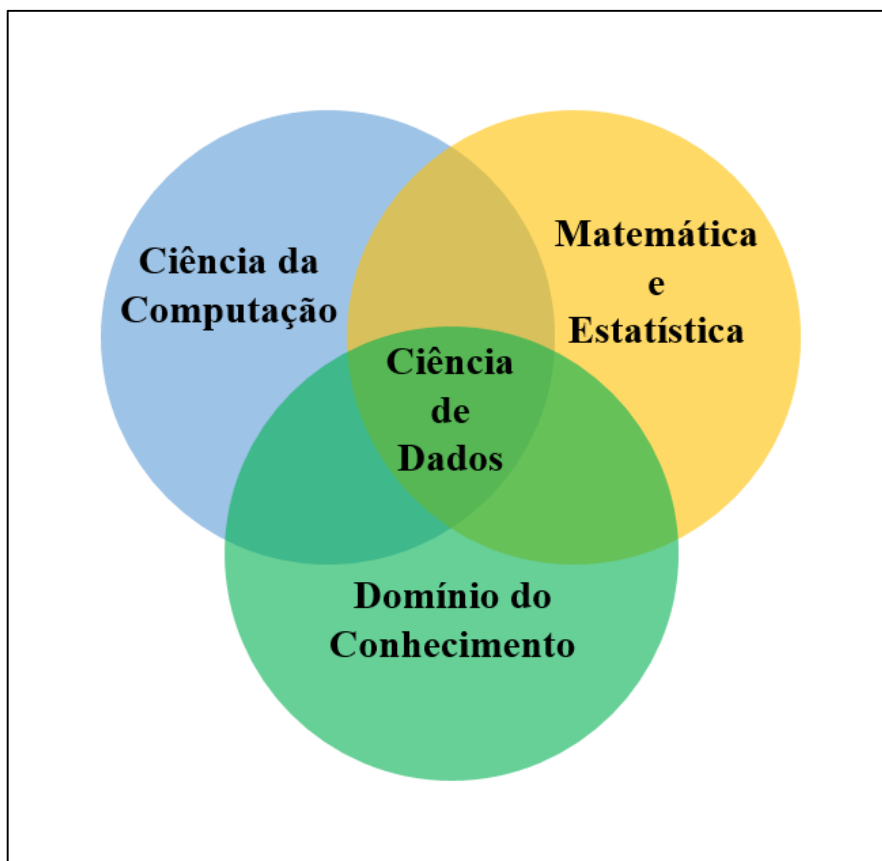 Ciência da
Computação
Matemática
e
Estatística
Ciência
de
Dados
Domínio do
Conhecimento